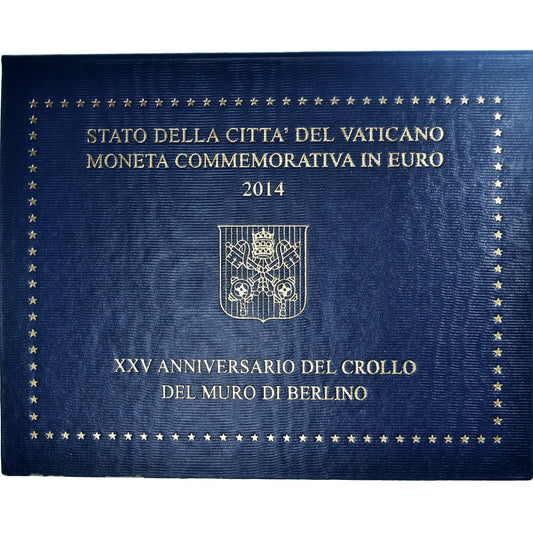 STATO DELLA CITTA' DEL VATICANO
MONETA COMMEMORATIVA IN EURO
2014
XXV ANNIVERSARIO DEL CROLLO
DEL MURO DI BERLINO